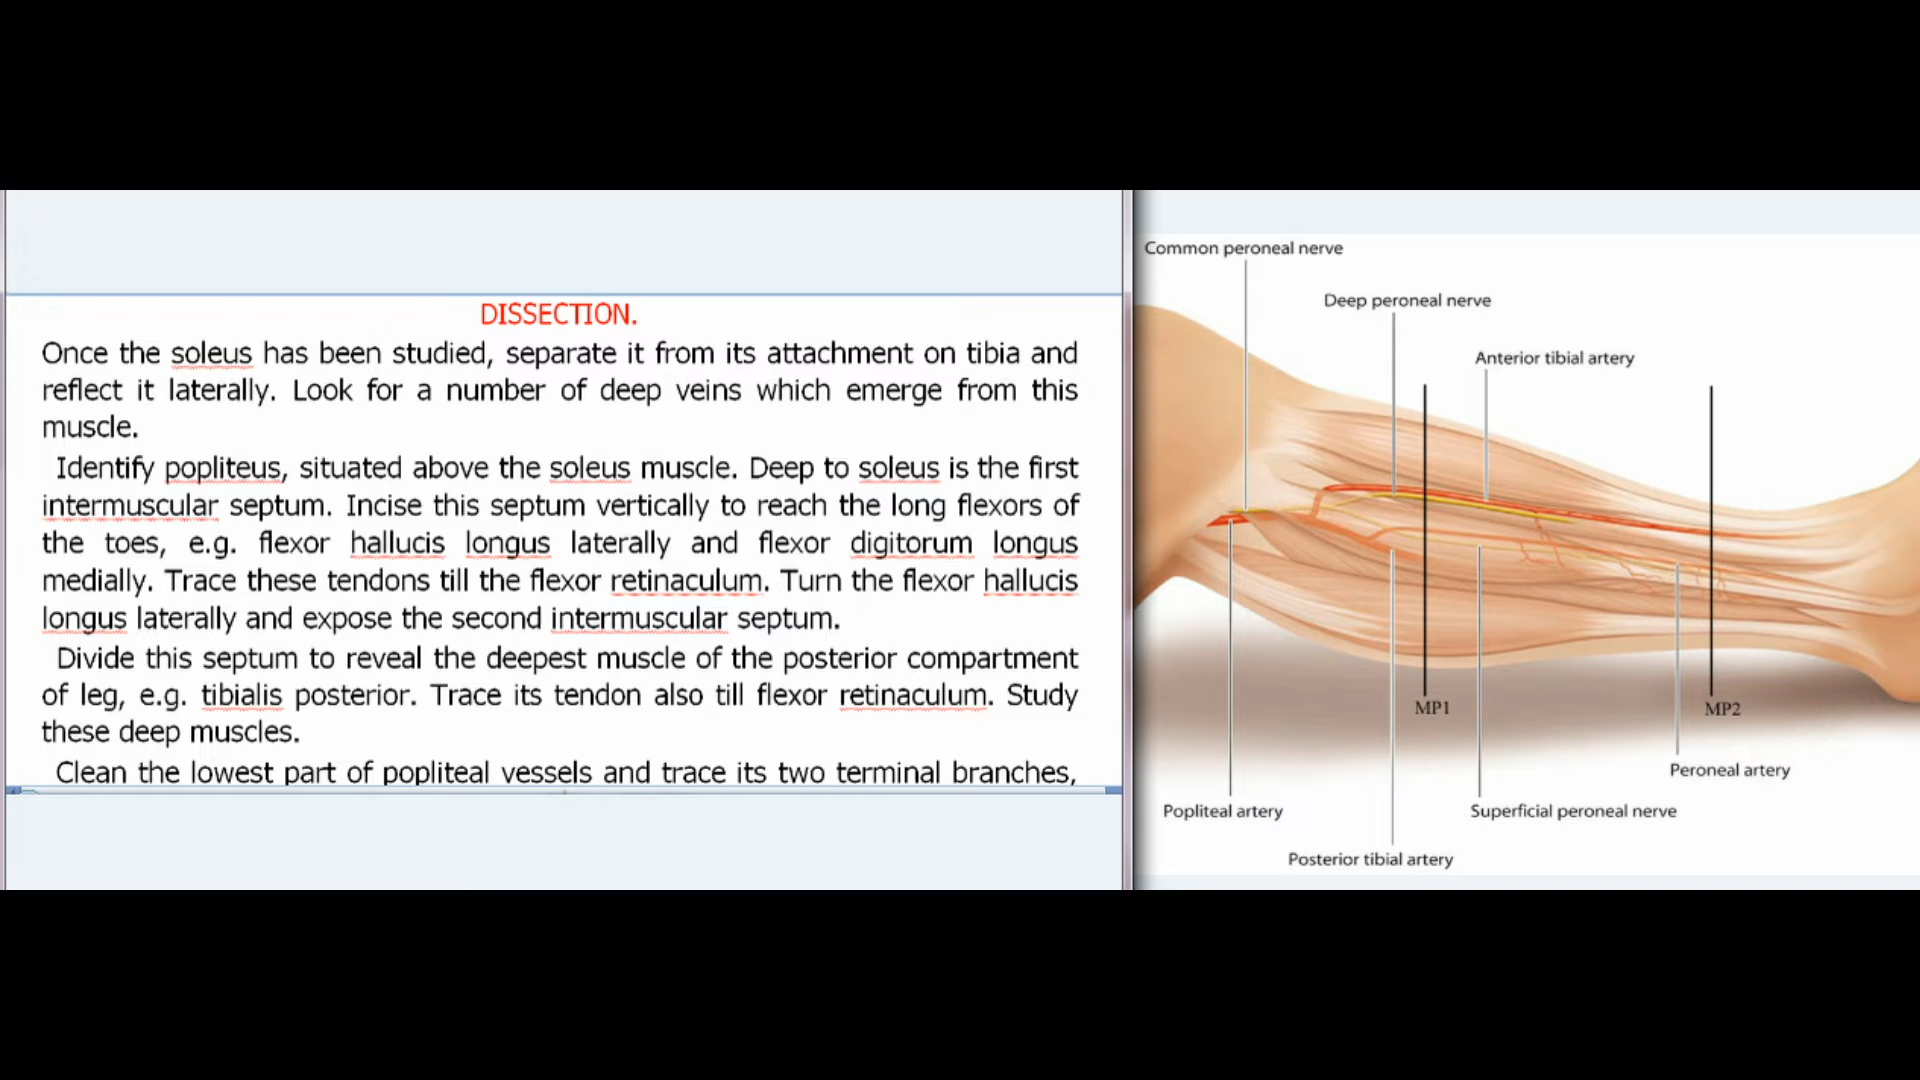 DISSECTION.
Once the soleus has been studied, separate it from its attachment on tibia and
reflect it laterally. Look for a number of deep veins which emerge from this
muscle.
Identify popliteus, situated above the soleus muscle. Deep to soleus is the first
intermuscular septum. Incise this septum vertically to reach the long flexors of
the toes, e.g. flexor hallucis longus laterally and flexor digitorum longus
medially. Trace these tendons till the flexor retinaculum. Turn the flexor hallucis
longus laterally and expose the second intermuscular septum.
Divide this septum to reveal the deepest muscle of the posterior compartment
of leg, e.g. tibialis posterior. Trace its tendon also till flexor retinaculum. Study
these deep muscles.
Clean the lowest part of popliteal vessels and trace its two terminal branches,
Common peroneal nerve
Deep peroneal nerve
Anterior tibial artery
MP1
MP2
Peroneal artery
Popliteal artery
Superficial peroneal nerve
Posterior tibial artery